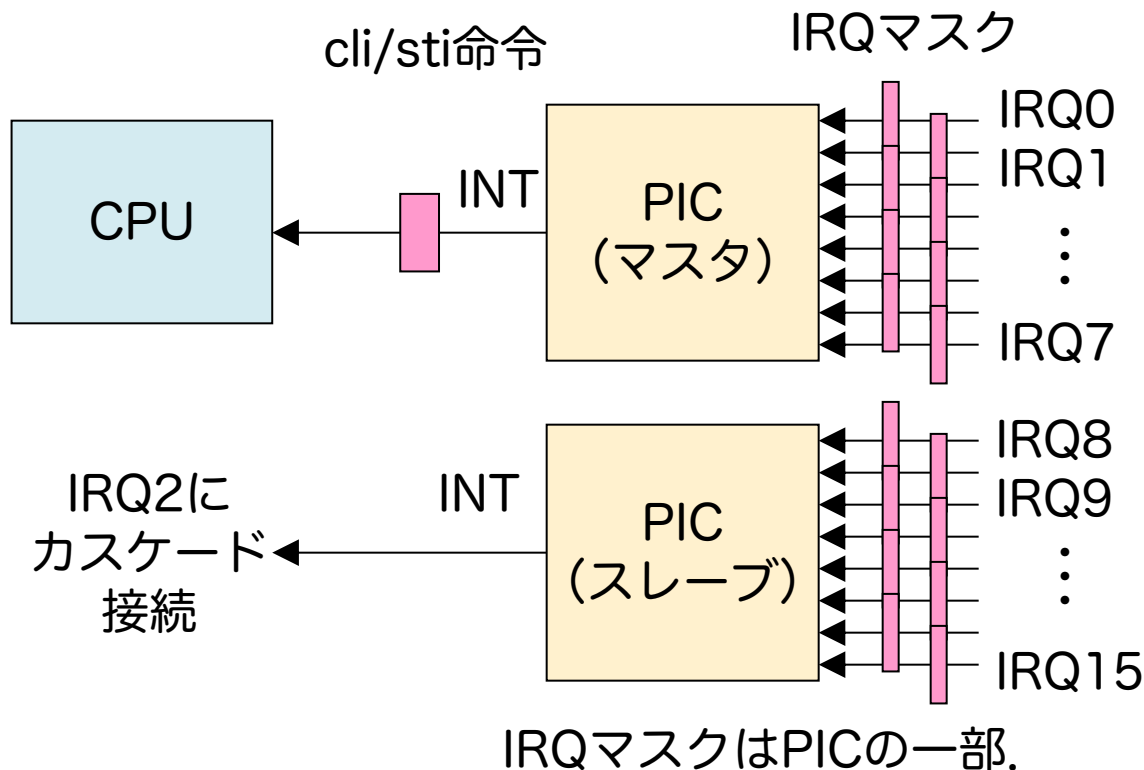 cli/sti命令
IRQマスク
CPU
INT
PIC
（マスタ）
IRQ0
IRQ1
⋮
IRQ7
IRQ2に
カスケード
接続
INT
PIC
（スレーブ）
IRQ8
IRQ9
⋮
IRQ15
IRQマスクはPICの一部.